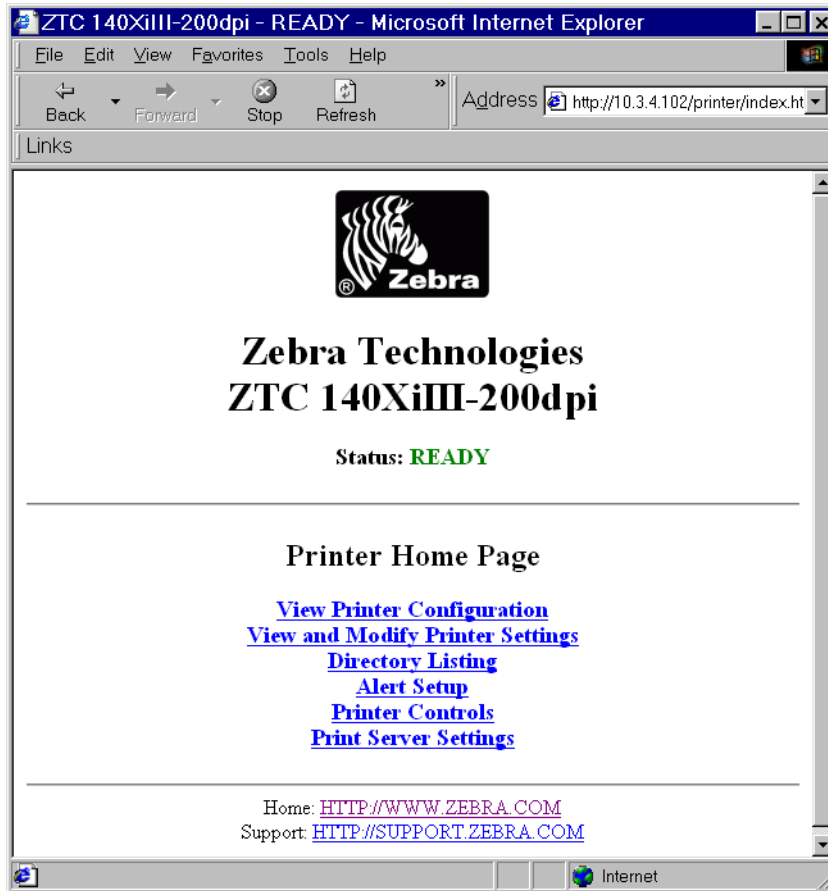 ZTC 140XiIII-200dpi - READY - Microsoft Internet Explorer
File Edit View Favorites Tools Help
Back Forward Stop Refresh » Address http://10.3.4.102/printer/index.ht
Links
® Zebra
Zebra Technologies
ZTC 140XiIII-200dpi
Status: READY
Printer Home Page
View Printer Configuration
View and Modify Printer Settings
Directory Listing
Alert Setup
Printer Controls
Print Server Settings
Home: HTTP://WWW.ZEBRA.COM
Support: HTTP://SUPPORT.ZEBRA.COM
Internet